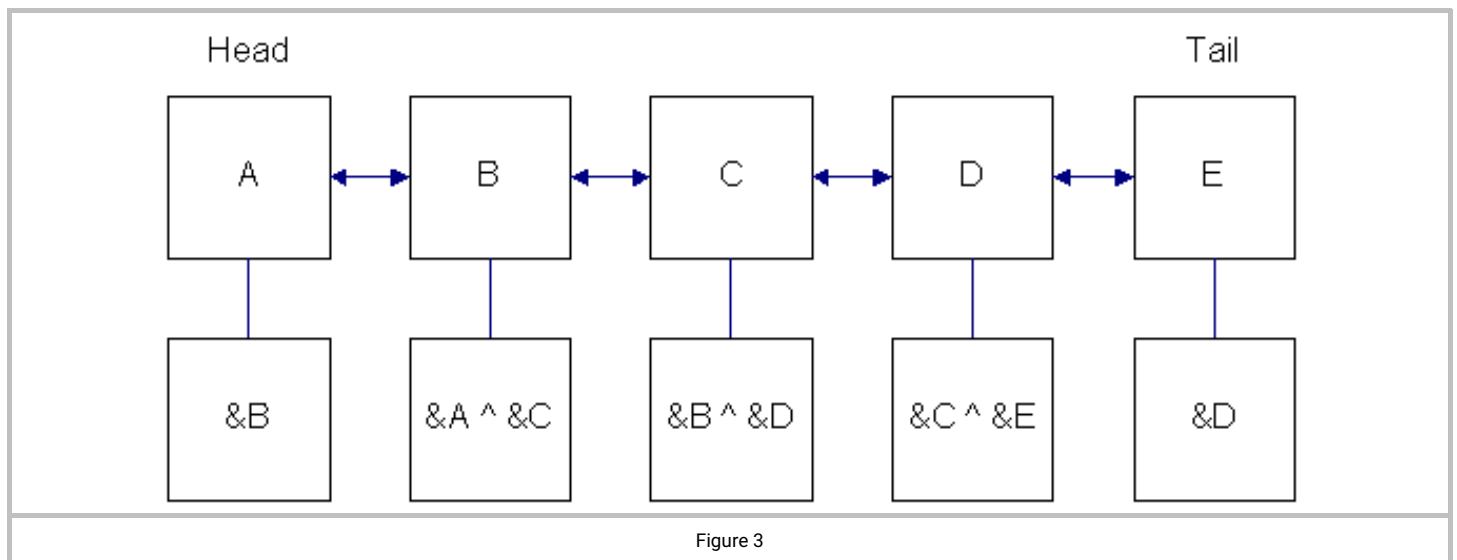 Head Tail
A B C D E
&B &A ^ &C &B ^ &D &C ^ &E &D
Figure 3